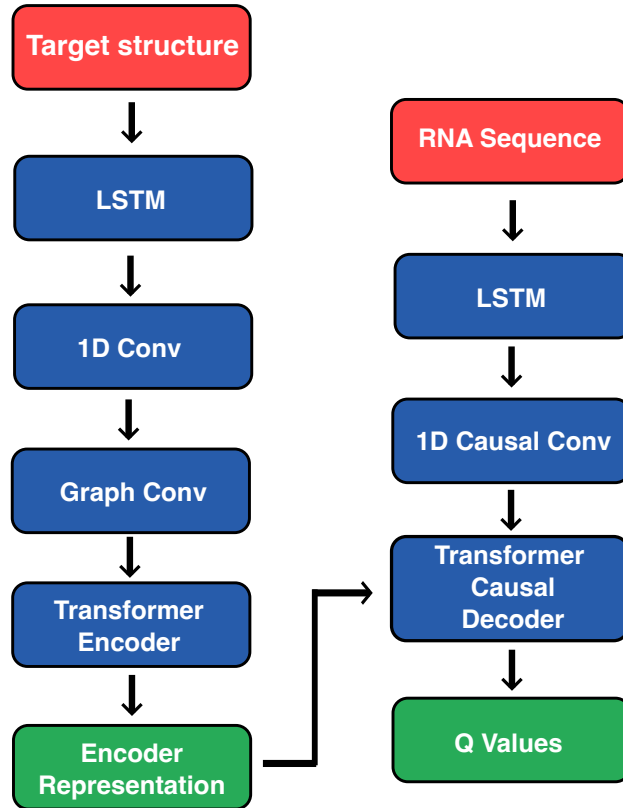 Target structure
LSTM
1D Conv
Graph Conv
Transformer
Encoder
Encoder
Representation
RNA Sequence
LSTM
1D Causal Conv
Transformer
Causal
Decoder
Q Values